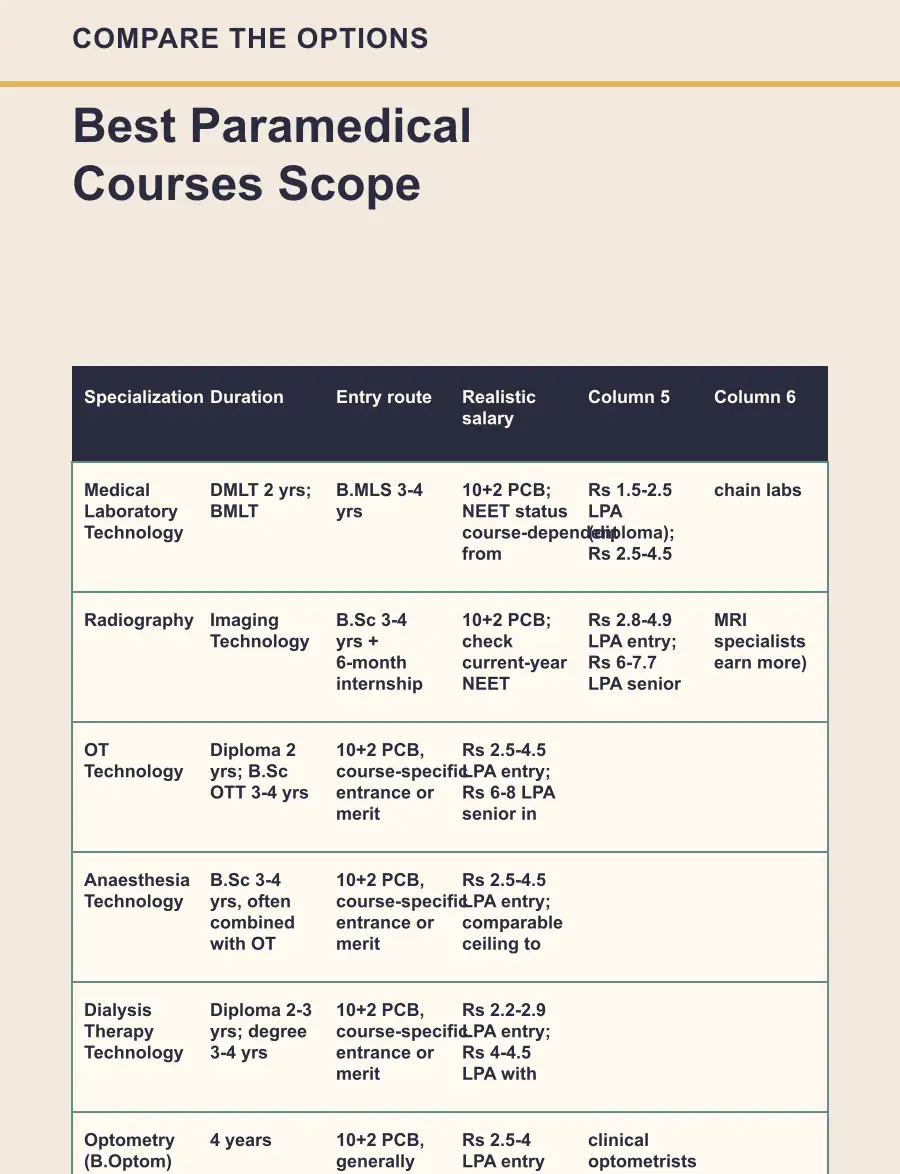 COMPARE THE OPTIONS
Best Paramedical
Courses Scope
Specialization Duration Entry route Realistic salary Column 5 Column 6
Medical Laboratory Technology DMLT 2 yrs; BMLT B.MLS 3-4 yrs 10+2 PCB; NEET status course-dependent from Rs 1.5-2.5 LPA (diploma); Rs 2.5-4.5 chain labs
Radiography Imaging Technology B.Sc 3-4 yrs + 6-month internship 10+2 PCB; check current-year NEET Rs 2.8-4.9 LPA entry; Rs 6-7.7 LPA senior MRI specialists earn more)
OT Technology Diploma 2 yrs; B.Sc OTT 3-4 yrs 10+2 PCB, course-specific entrance or merit Rs 2.5-4.5 LPA entry; Rs 6-8 LPA senior in
Anaesthesia Technology B.Sc 3-4 yrs, often combined with OT 10+2 PCB, course-specific entrance or merit Rs 2.5-4.5 LPA entry; comparable ceiling to
Dialysis Therapy Technology Diploma 2-3 yrs; degree 3-4 yrs 10+2 PCB, course-specific entrance or merit Rs 2.2-2.9 LPA entry; Rs 4-4.5 LPA with
Optometry (B.Optom) 4 years 10+2 PCB, generally Rs 2.5-4 LPA entry clinical optometrists